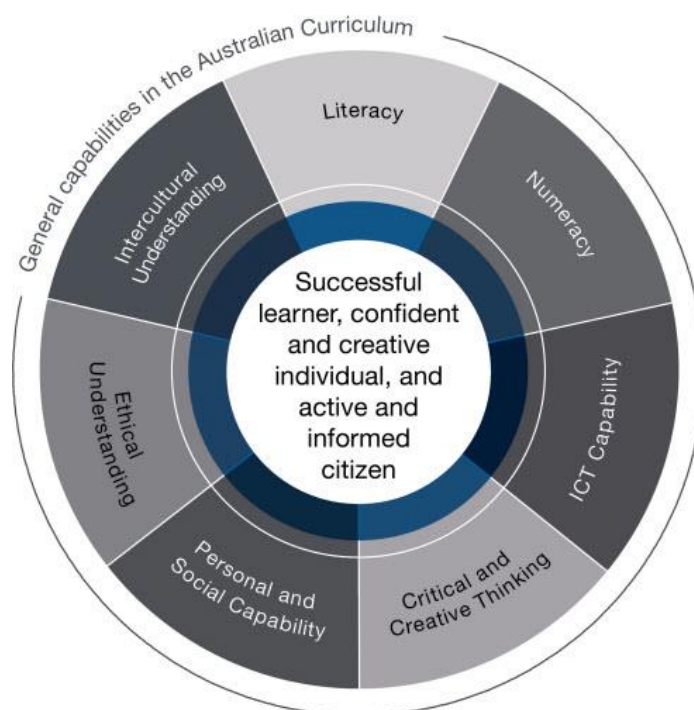 General capabilities in the Australian Curriculum
Literacy
Numeracy
ICT Capability
Critical and
Creative Thinking
Personal and
Social Capability
Ethical
Understanding
Intercultural
Understanding
Successful
learner, confident
and creative
individual, and
active and
informed
citizen